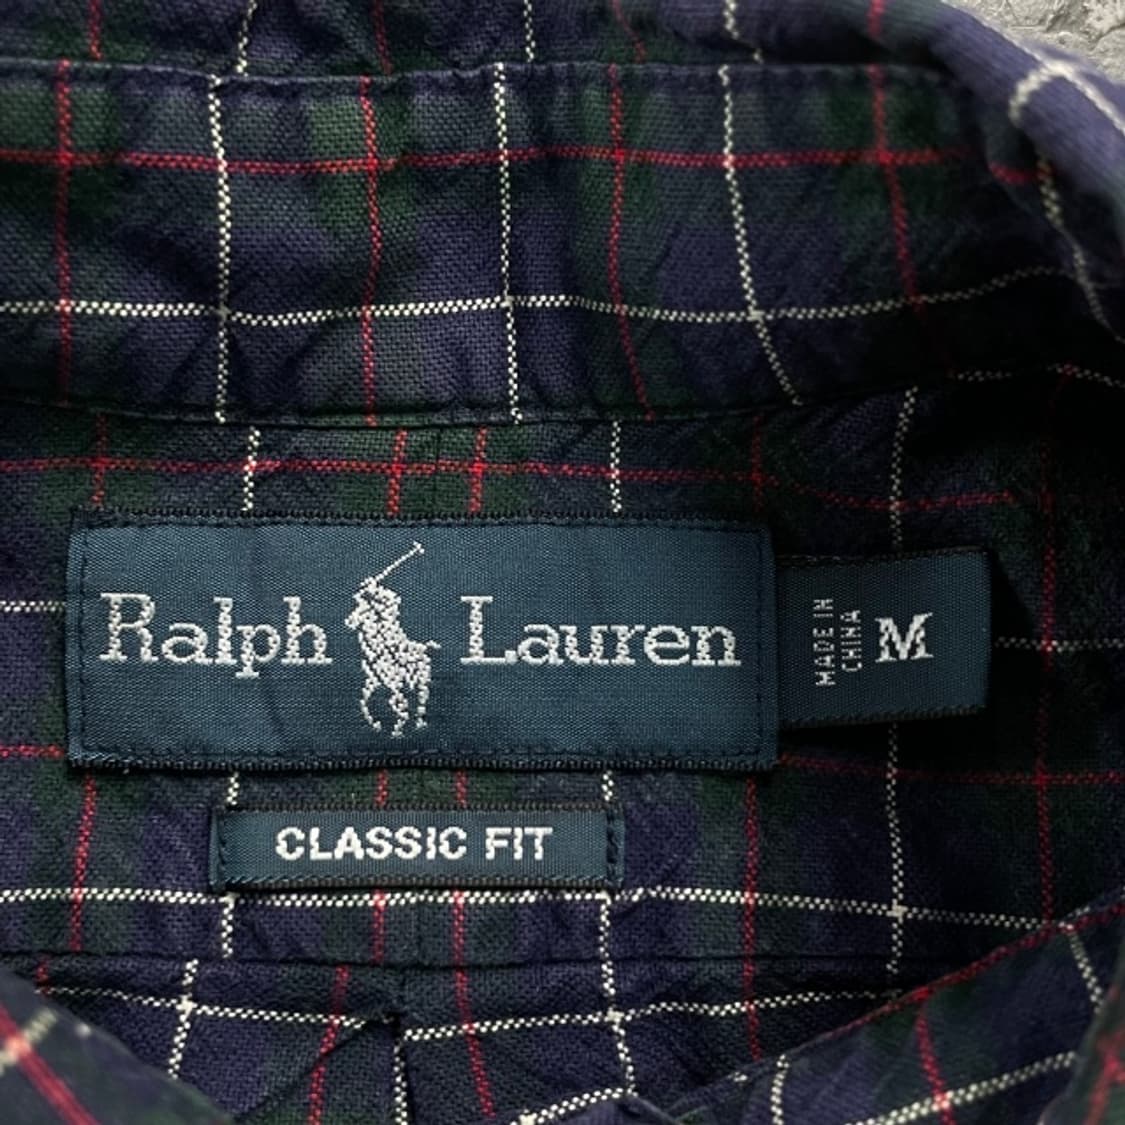 Ralph Lauren
MADE IN
CHINA
M
CLASSIC FIT